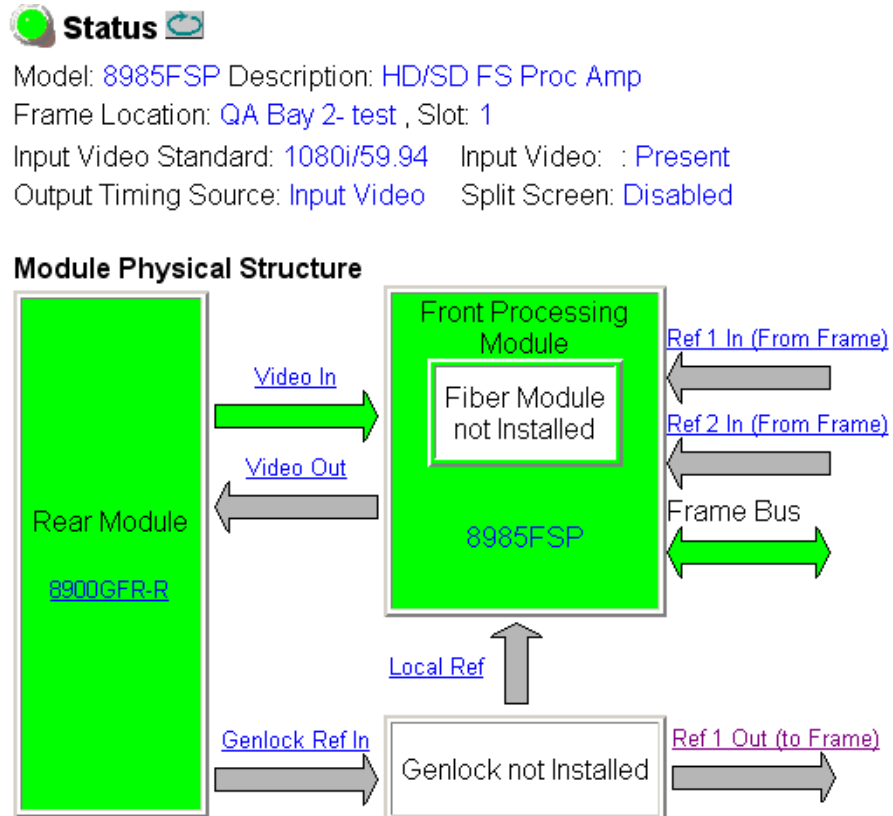 Status
Model: 8985FSP Description: HD/SD FS Proc Amp
Frame Location: QA Bay 2- test , Slot: 1
Input Video Standard: 1080i/59.94 Input Video: : Present
Output Timing Source: Input Video Split Screen: Disabled
Module Physical Structure
Front Processing
Module
Ref 1 In (From Frame)
Video In
Fiber Module
not Installed
Ref 2 In (From Frame)
Video Out
Rear Module
8985FSP
Frame Bus
8900GFR-R
Local Ref
Genlock Ref In
Genlock not Installed
Ref 1 Out (to Frame)